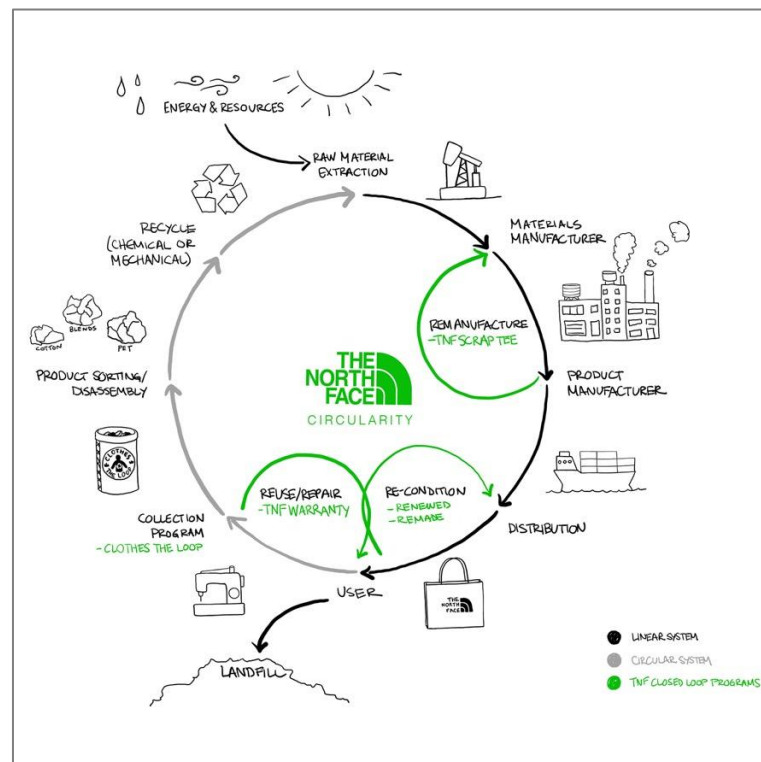 ENERGY & RESOURCES
RAW MATERIAL
EXTRACTION
MATERIALS
MANUFACTURER
RECYCLE
(CHEMICAL OR
MECHANICAL)
REMANUFACTURE
-TNF SCRAP TEE
COTTON
BLENDS
PET
PRODUCT SORTING/
DISASSEMBLY
THE
NORTH
FACE
CIRCULARITY
PRODUCT
MANUFACTURER
CLOTHES
THE LOOP
REUSE/REPAIR
-TNF WARRANTY
RE-CONDITION
-RENEWED
-REMADE
COLLECTION
PROGRAM
-CLOTHES THE LOOP
DISTRIBUTION
USER
THE
NORTH
FACE
LANDFILL
LINEAR SYSTEM
CIRCULAR SYSTEM
TNF CLOSED LOOP PROGRAMS